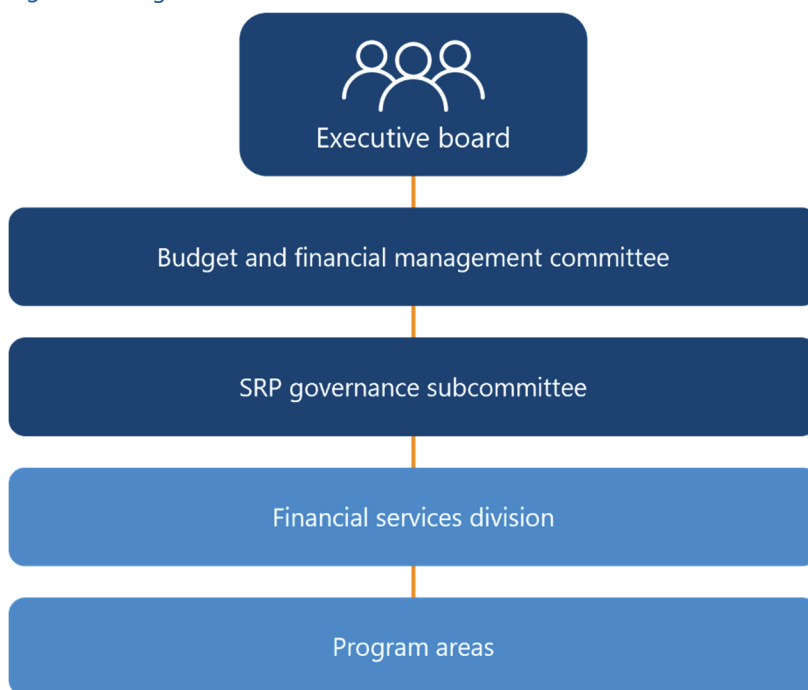 Executive board
Budget and financial management committee
SRP governance subcommittee
Financial services division
Program areas